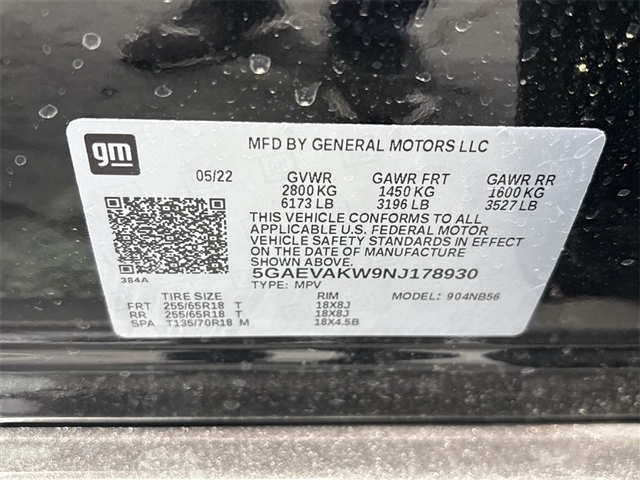 gm
MFD BY GENERAL MOTORS LLC
05/22 GVWR GAWR FRT GAWR RR
2800 KG 1450 KG 1600 KG
6173 LB 3196 LB 3527 LB
THIS VEHICLE CONFORMS TO ALL
APPLICABLE U.S. FEDERAL MOTOR
VEHICLE SAFETY STANDARDS IN EFFECT
ON THE DATE OF MANUFACTURE
SHOWN ABOVE.
384A 5GAEVAKW9NJ178930
TYPE: MPV MODEL: 904NB56
TIRE SIZE RIM
FRT 255/65R18 T 18X8J
RR 255/65R18 T 18X8J
SPA T135/70R18 M 18X4.5B